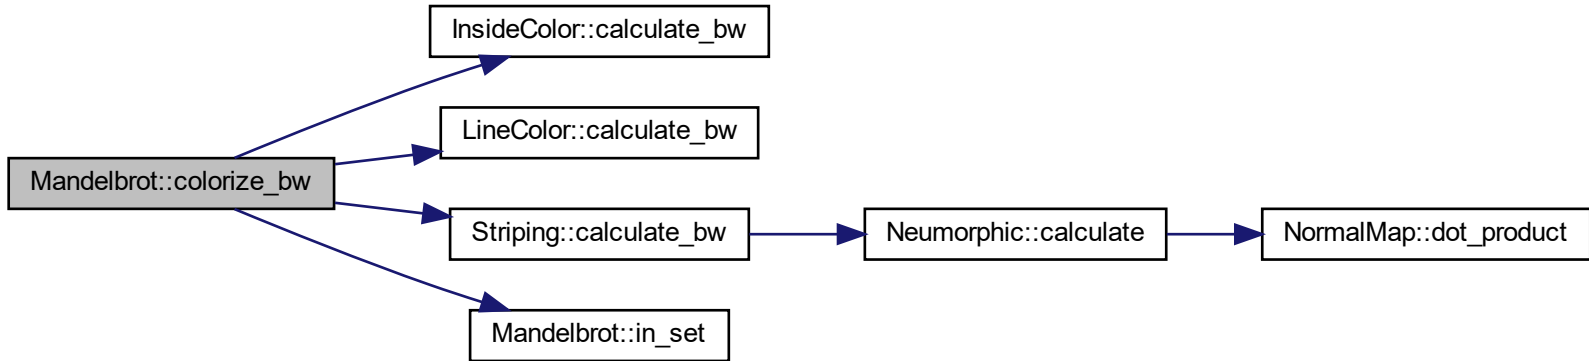 InsideColor::calculate_bw
LineColor::calculate_bw
Mandelbrot::colorize_bw
Striping::calculate_bw
Neumorphic::calculate
NormalMap::dot_product
Mandelbrot::in_set